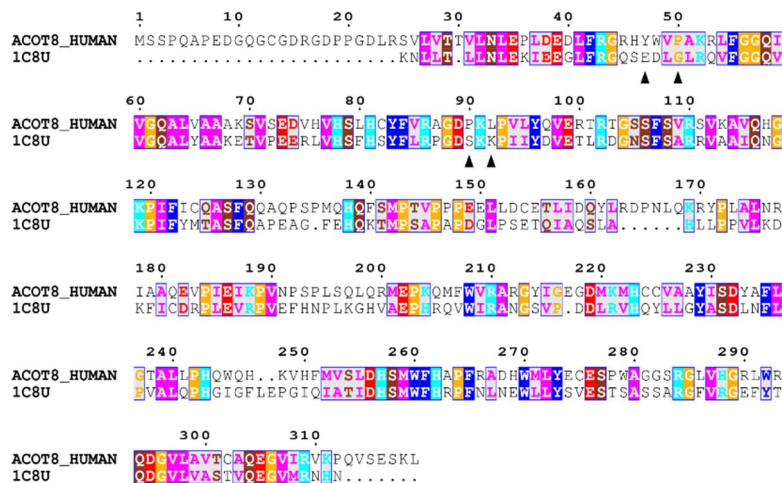 1 10 20 30 40 50
ACOT8_HUMAN MSSPQAPEDGQGCGDRGDPPGDLRSVLVTTVLNLEPLDEDLFRGRHYWVPAKRLFGGQI
1C8U ........................KNLLT.LLNLEKIEEGLFRGQSEDLGLRQVFGGQV
60 70 80 90 100 110
ACOT8_HUMAN VGQALVAAAKSVSEDVHVHSLHCYFVRAGDPKLPVLYQVERTRTGSSFSVRSVKAVQHG
1C8U VGQALYAAKETVPEERLVHSFHSYFLRPGDSKKPIIYDVETLRDGNSFSARRVAAIQNG
120 130 140 150 160 170
ACOT8_HUMAN KPIFICQASFQQAQPSPMQHQFSMPTVPPPEELLDCETLIDQYLRDPNLQKRYPLALNR
1C8U KPIFYMTASFQAPEAG.FEHQKTMPSAPAPDGLPSETQIAQSLA......HLLPPVLKD
180 190 200 210 220 230
ACOT8_HUMAN IAAQEVPIEIKPVNPSPLSQLQRMEPKQMFWVRARGYIGEGDMKMHCCVAAYISDYAFL
1C8U KFICDRPLEVRPVEFHNPLKGHVAEPHRQVWIRANGSVP.DDLRVHQYLLGYASDLNFL
240 250 260 270 280 290
ACOT8_HUMAN GTALLPHQWQH..KVHFMVSLDHSMWFHAPFRADHWMLYECESPWAGGSRGLVHGRLWR
1C8U PVALQPHGIGFLEPGIQIATIDHSMWFHRPFNLNEWLLYSVESTSASSARGFVRGEFYT
300 310
ACOT8_HUMAN QDGVLAVTCAQEGVIRVKPQVSESKL
1C8U QDGVLVASTVQEGVMRNHN.......